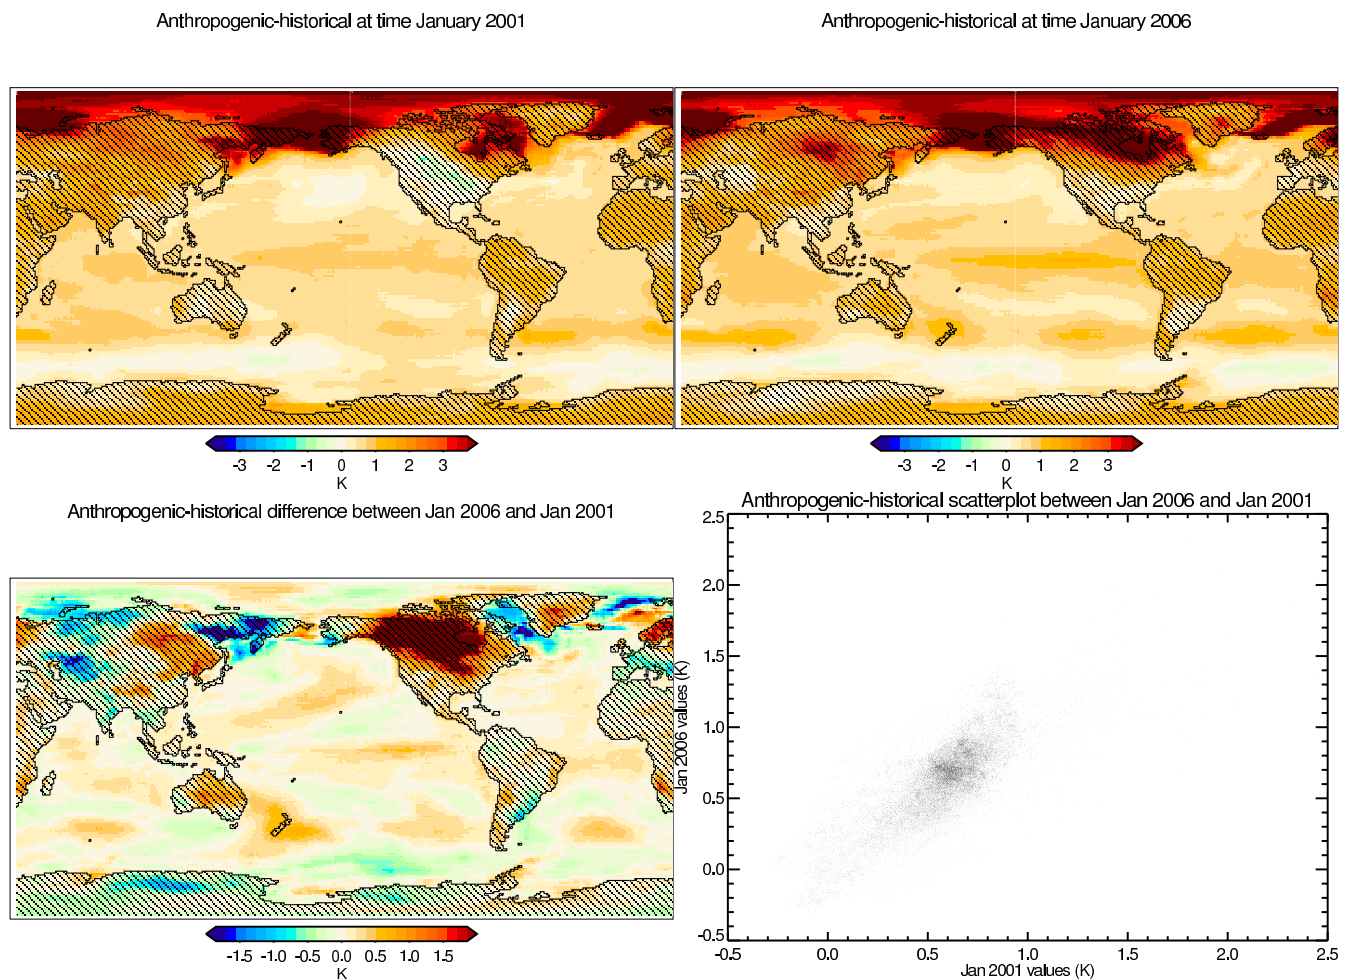 Anthropogenic-historical at time January 2001
Anthropogenic-historical at time January 2006
-3 -2 -1 0 1 2 3
K
-3 -2 -1 0 1 2 3
K
Anthropogenic-historical difference between Jan 2006 and Jan 2001
-1.5 -1.0 -0.5 0.0 0.5 1.0 1.5
K
Anthropogenic-historical scatterplot between Jan 2006 and Jan 2001
2.5
2.0
1.5
1.0
0.5
0.0
-0.5
Jan 2006 values (K)
-0.5 0.0 0.5 1.0 1.5 2.0 2.5
Jan 2001 values (K)